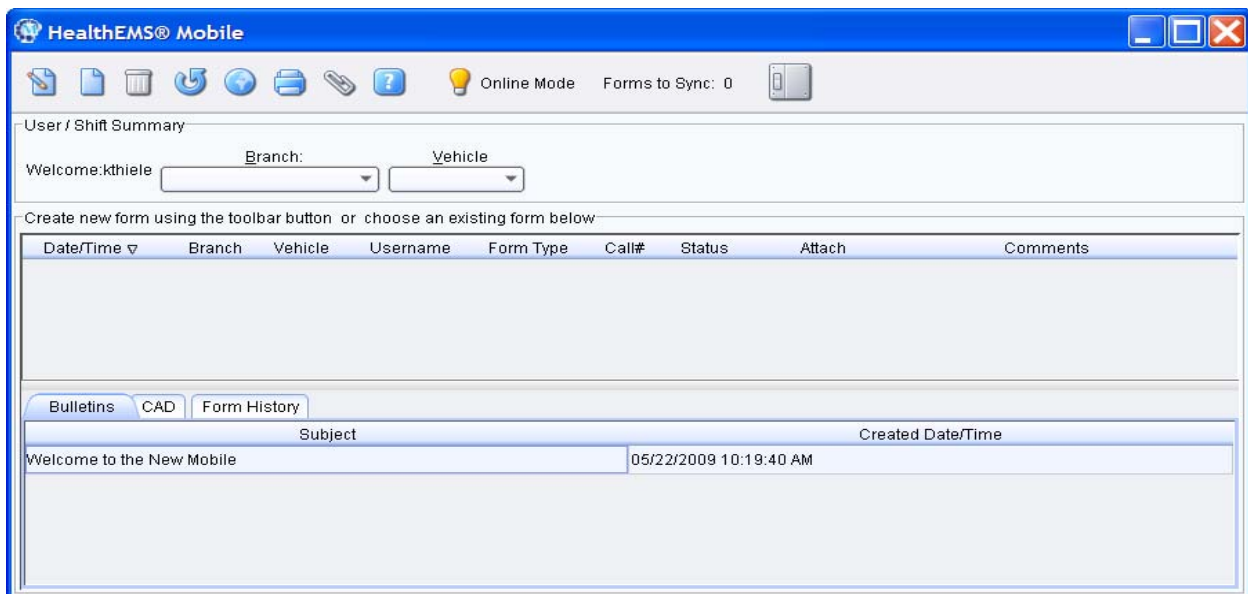 HealthEMS® Mobile
? Online Mode Forms to Sync: 0
User / Shift Summary
Branch: Vehicle
Welcome:kthiele
Create new form using the toolbar button or choose an existing form below
Date/Time Branch Vehicle Username Form Type Call# Status Attach Comments
Bulletins CAD Form History
Subject Created Date/Time
Welcome to the New Mobile 05/22/2009 10:19:40 AM